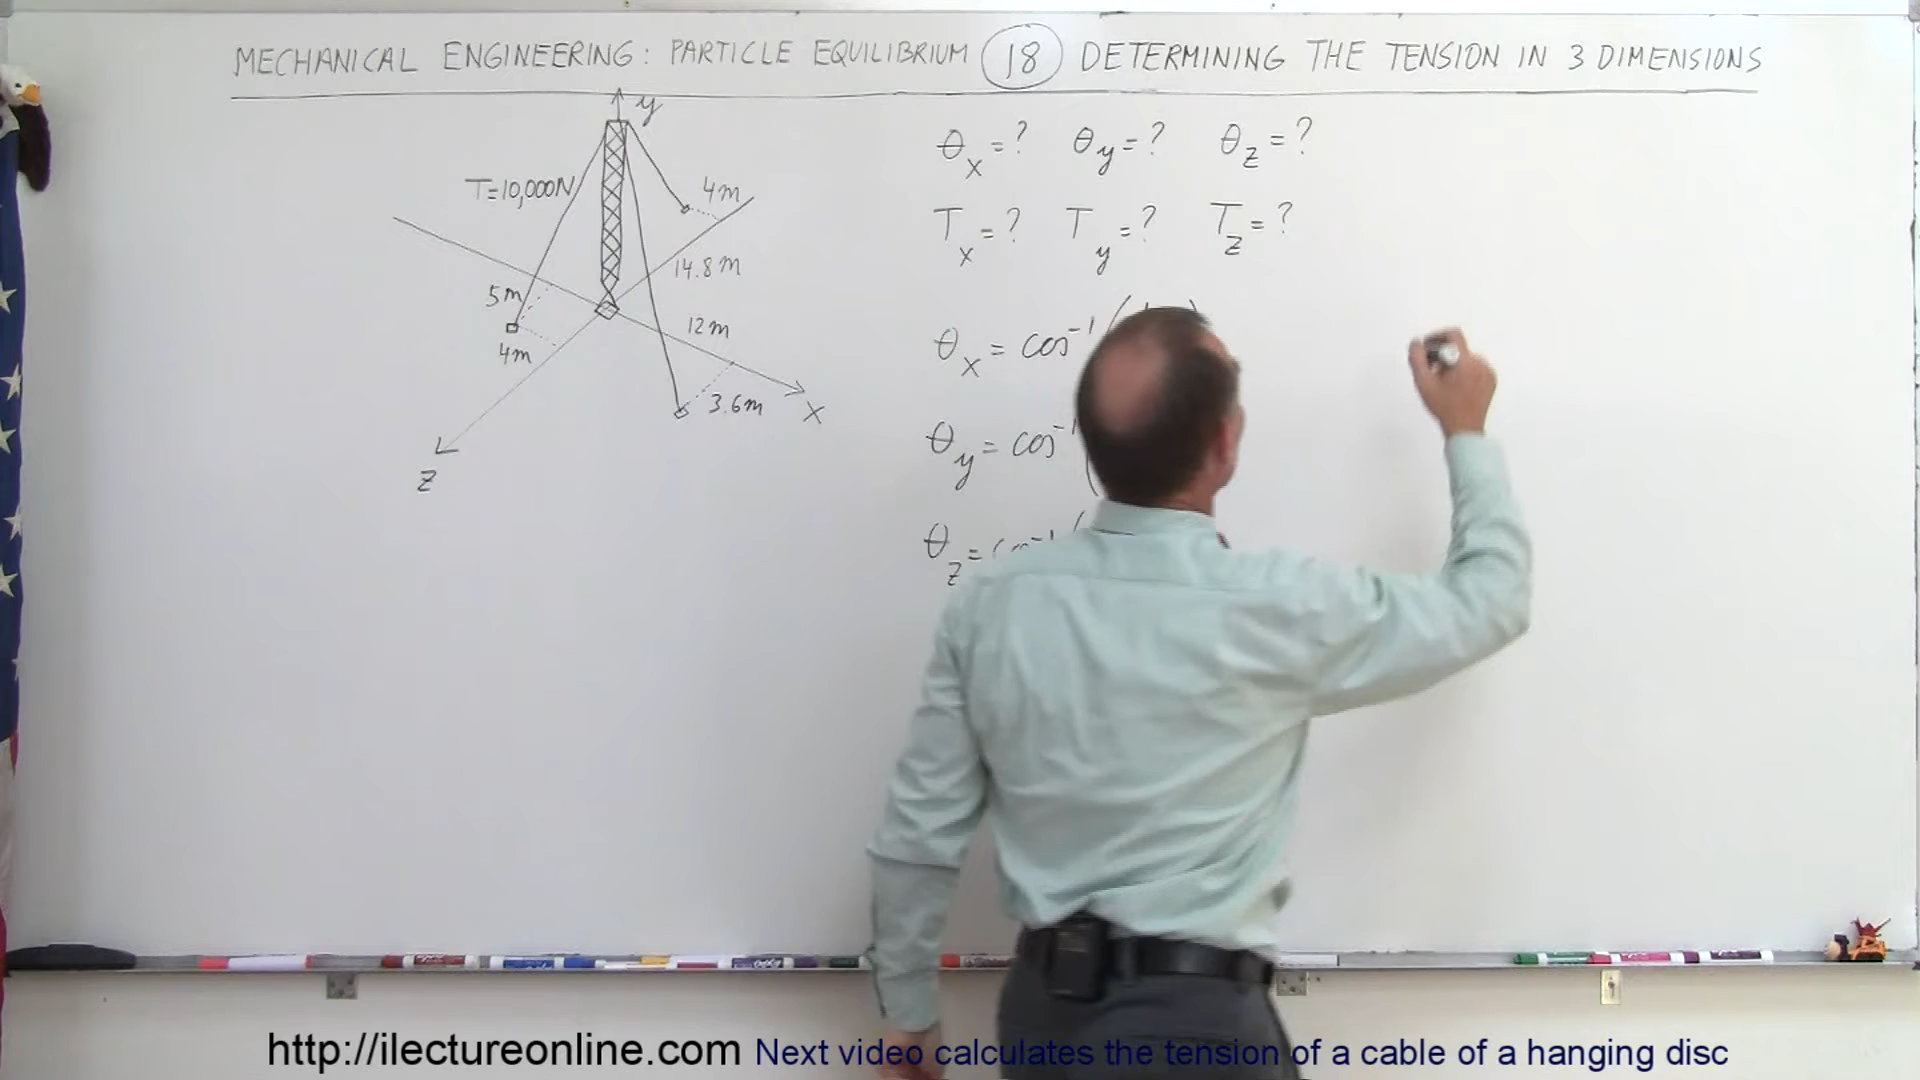 MECHANICAL ENGINEERING: PARTICLE EQUILIBRIUM 18 DETERMINING THE TENSION IN 3 DIMENSIONS
y
T=10,000N
4m
14.8m
5m
12m
4m
3.6m
x
z
θx = ? θy = ? θz = ?
Tx = ? Ty = ? Tz = ?
θx = cos⁻¹(
θy = cos⁻¹(
θz = cos⁻¹(
http://ilectureonline.com Next video calculates the tension of a cable of a hanging disc